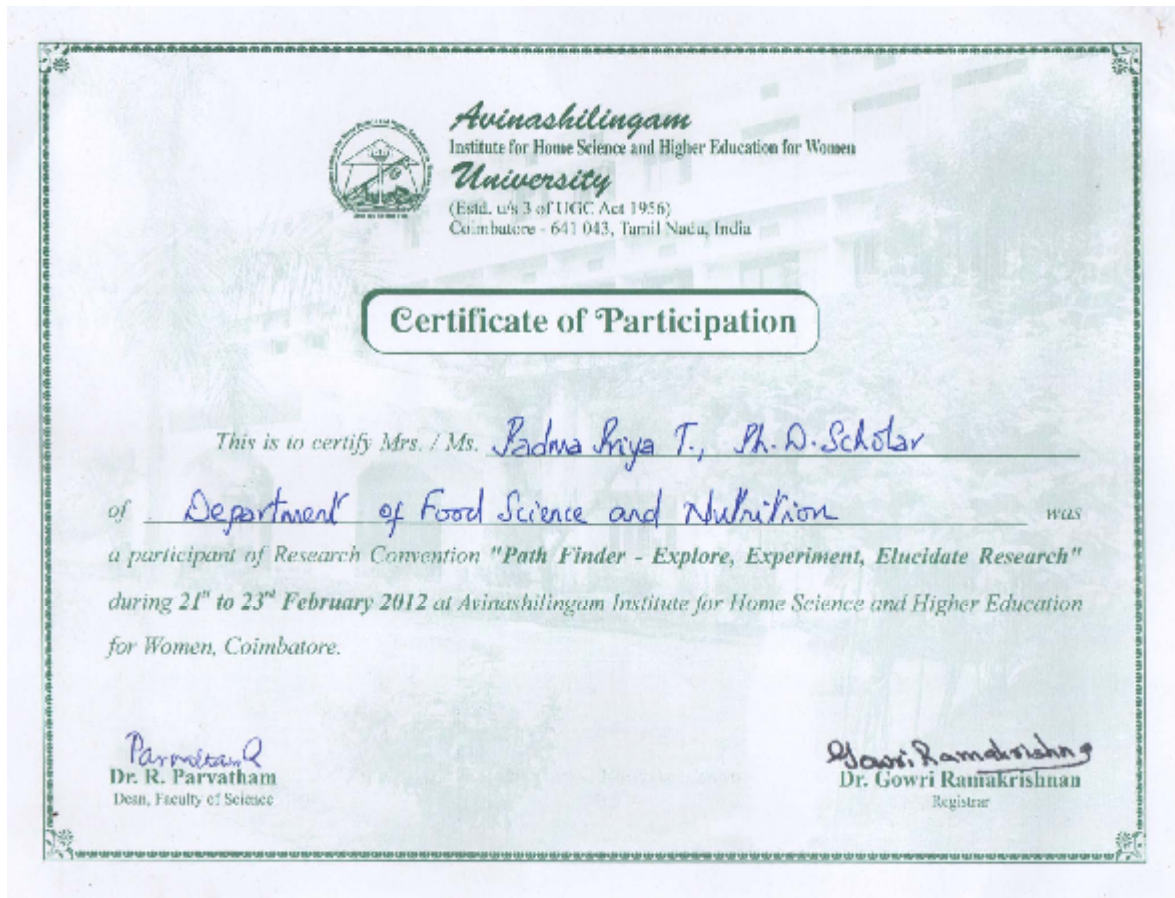 Avinashilingam
Institute for Home Science and Higher Education for Women
University
(Estd. u/s 3 of UGC Act 1956)
Coimbatore - 641 043, Tamil Nadu, India
Certificate of Participation
This is to certify Mrs. / Ms. Padma Priya T., Ph.D. Scholar
of Department of Food Science and Nutrition was
a participant of Research Convention "Path Finder - Explore, Experiment, Elucidate Research"
during 21st to 23rd February 2012 at Avinashilingam Institute for Home Science and Higher Education
for Women, Coimbatore.
Dr. R. Parvatham
Dean, Faculty of Science
Gowri Ramakrishna
Dr. Gowri Ramakrishnan
Registrar